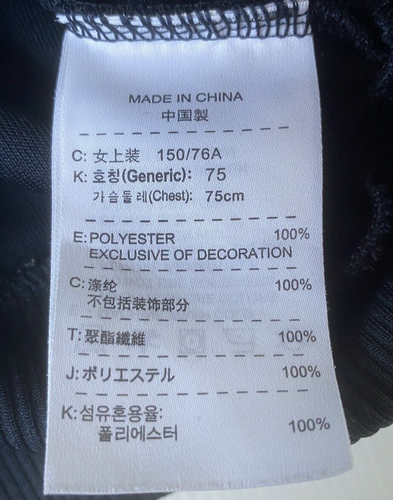 MADE IN CHINA
中国製
C: 女上装 150/76A
K: 호칭(Generic): 75
가슴둘레(Chest): 75cm
E: POLYESTER 100%
EXCLUSIVE OF DECORATION
C: 涤纶 100%
不包括装饰部分
T: 聚酯纖維 100%
J: ポリエステル 100%
K: 섬유혼용율:
폴리에스터 100%